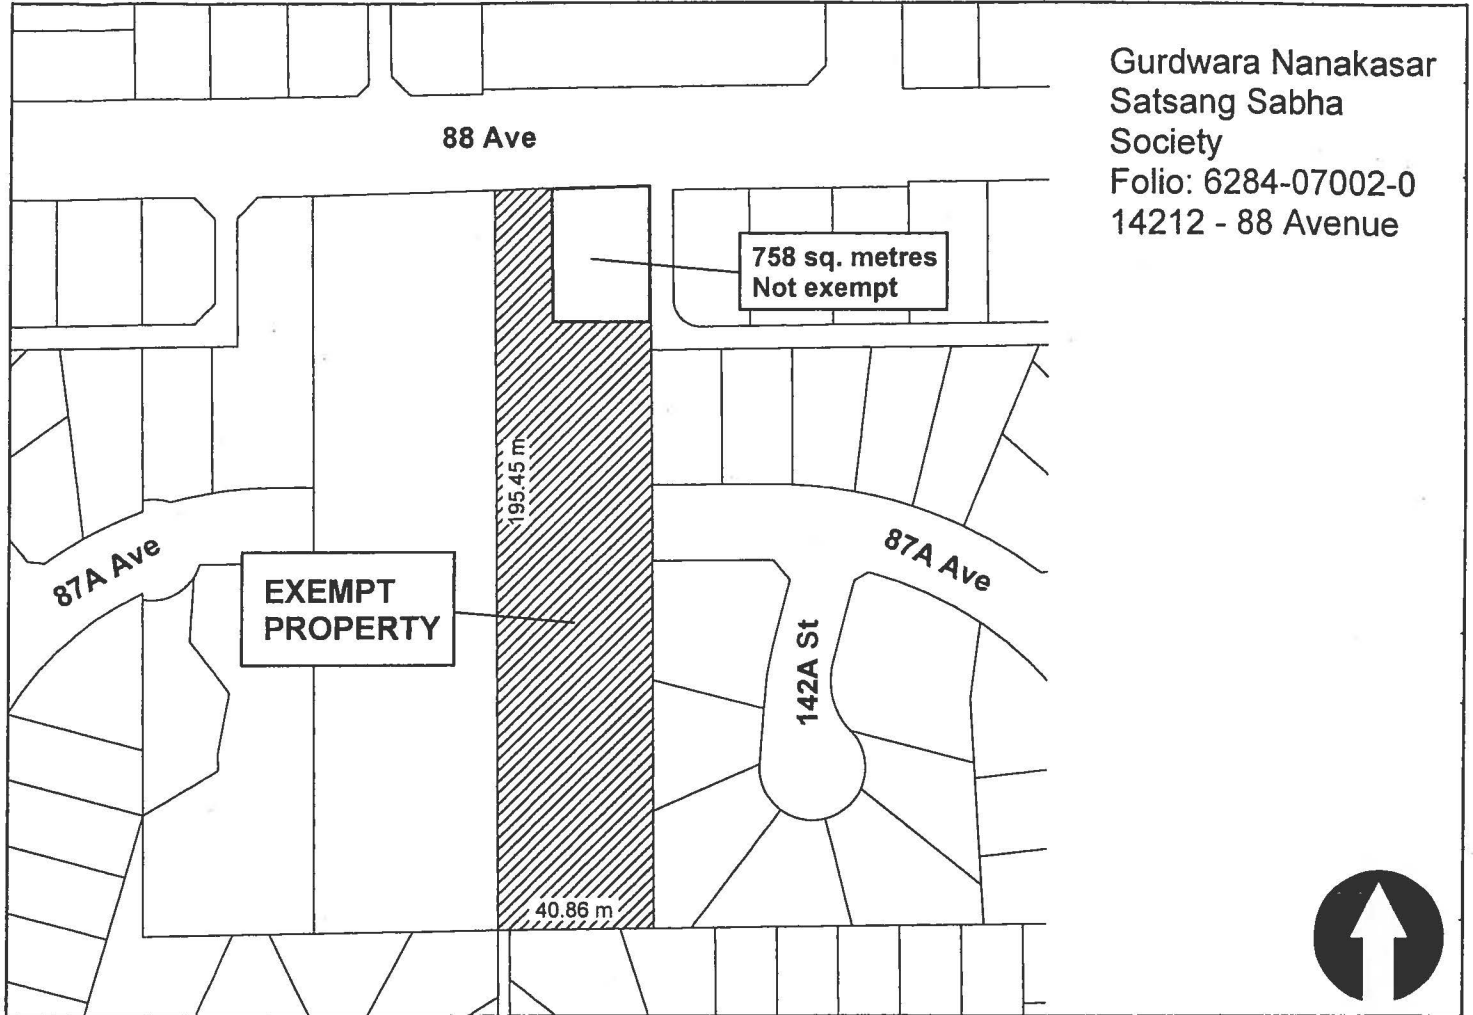 Gurdwara Nanakasar
Satsang Sabha
Society
Folio: 6284-07002-0
14212 - 88 Avenue
88 Ave
758 sq. metres
Not exempt
195.45 m
87A Ave
87A Ave
EXEMPT
PROPERTY
142A St
40.86 m